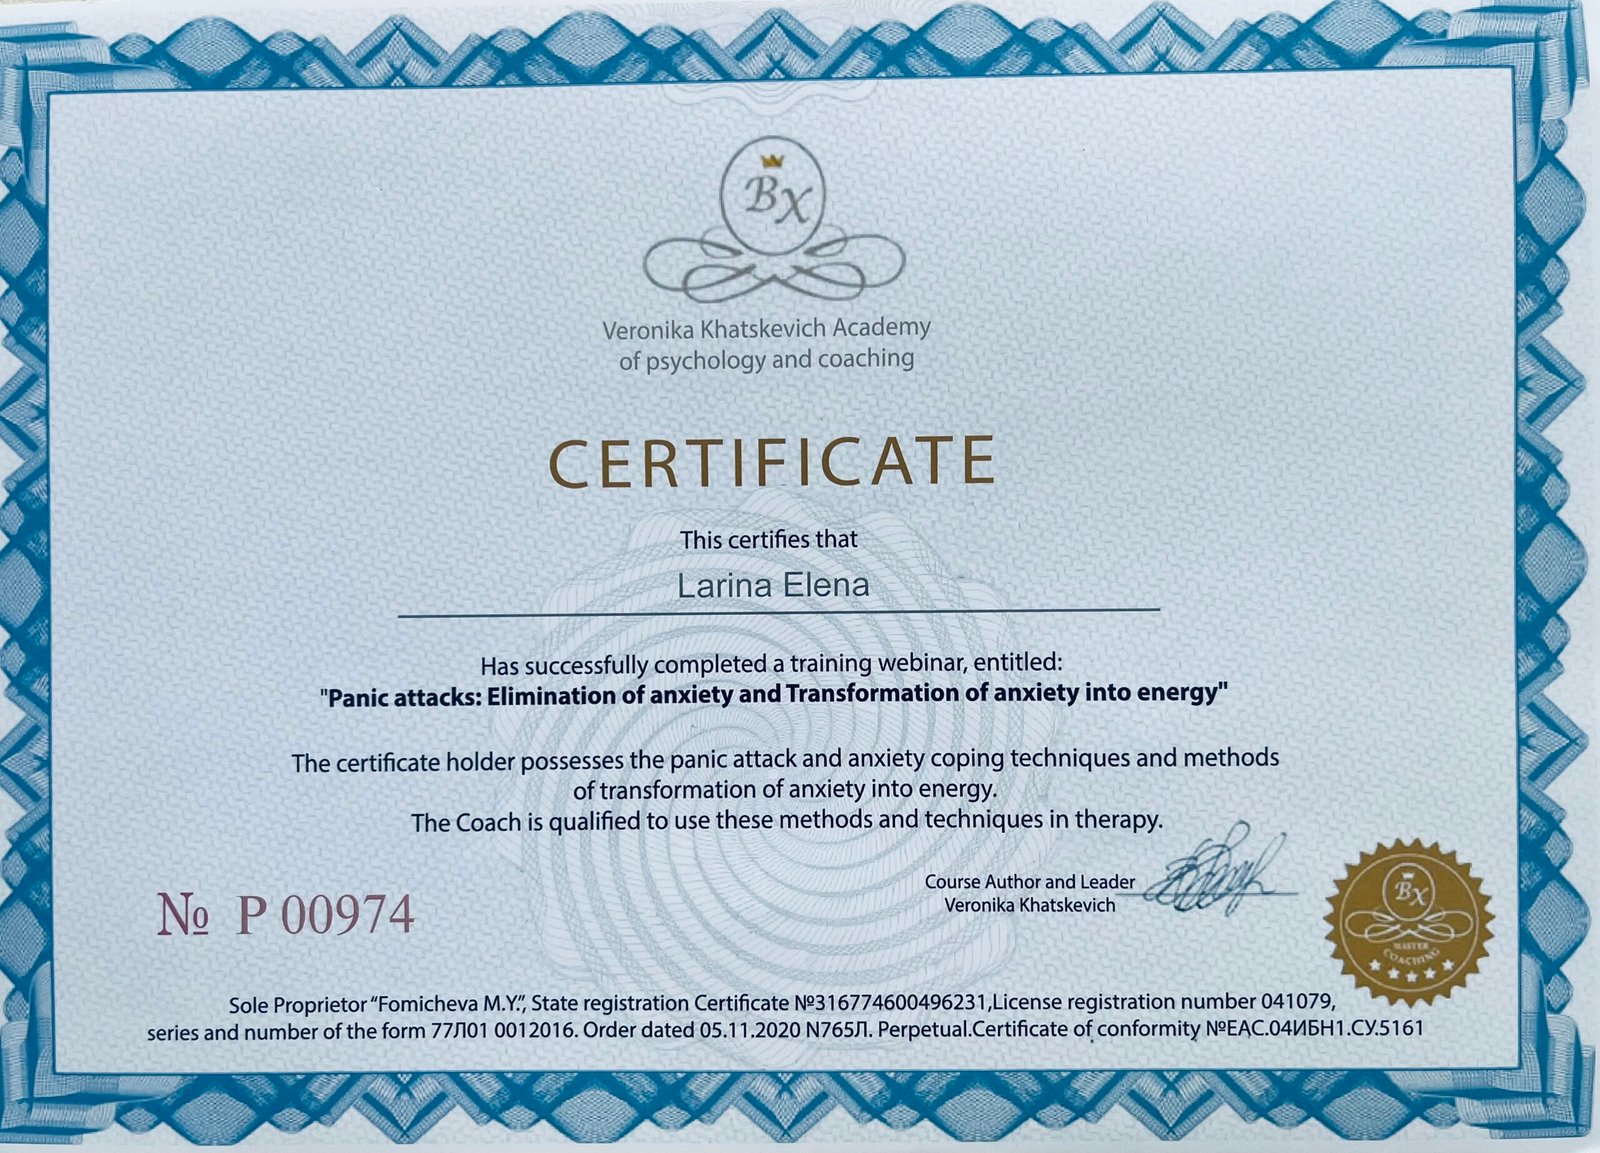 ВХ
Veronika Khatskevich Academy
of psychology and coaching
CERTIFICATE
This certifies that
Larina Elena
Has successfully completed a training webinar, entitled:
"Panic attacks: Elimination of anxiety and Transformation of anxiety into energy"
The certificate holder possesses the panic attack and anxiety coping techniques and methods
of transformation of anxiety into energy.
The Coach is qualified to use these methods and techniques in therapy.
Course Author and Leader
Veronika Khatskevich
№ P 00974
ВХ
MASTER
COACHING
Sole Proprietor “Fomicheva M.Y.”, State registration Certificate №316774600496231,License registration number 041079,
series and number of the form 77Л01 0012016. Order dated 05.11.2020 N765Л. Perpetual.Certificate of conformity №ЕАС.04ИБН1.СУ.5161